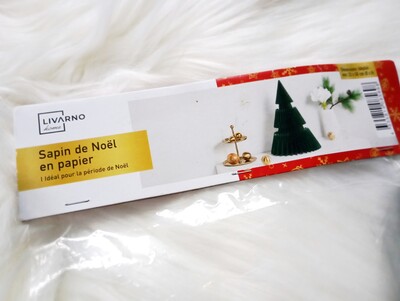 LIVARNO
home
Sapin de Noël
en papier
| Idéal pour la période de Noël